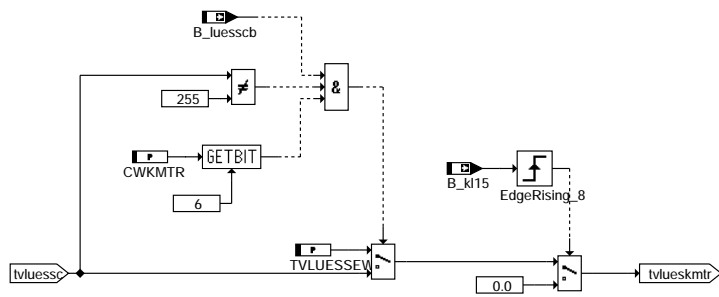 B_luesscb
≠
255
&
P
GETBIT
CWKMTR
6
B_kl15
EdgeRising_8
P
TVLUESSEW
tvluessc
0.0
tvlueskmtr